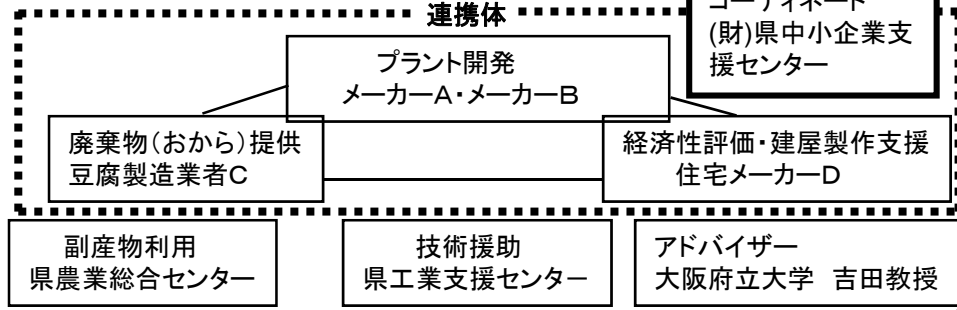 連携体
コーディネート
(財)県中小企業支
援センター
プラント開発
メーカーA・メーカーB
廃棄物(おから)提供
豆腐製造業者C
経済性評価・建屋製作支援
住宅メーカーD
副産物利用
県農業総合センター
技術援助
県工業支援センター
アドバイザー
大阪府立大学 吉田教授